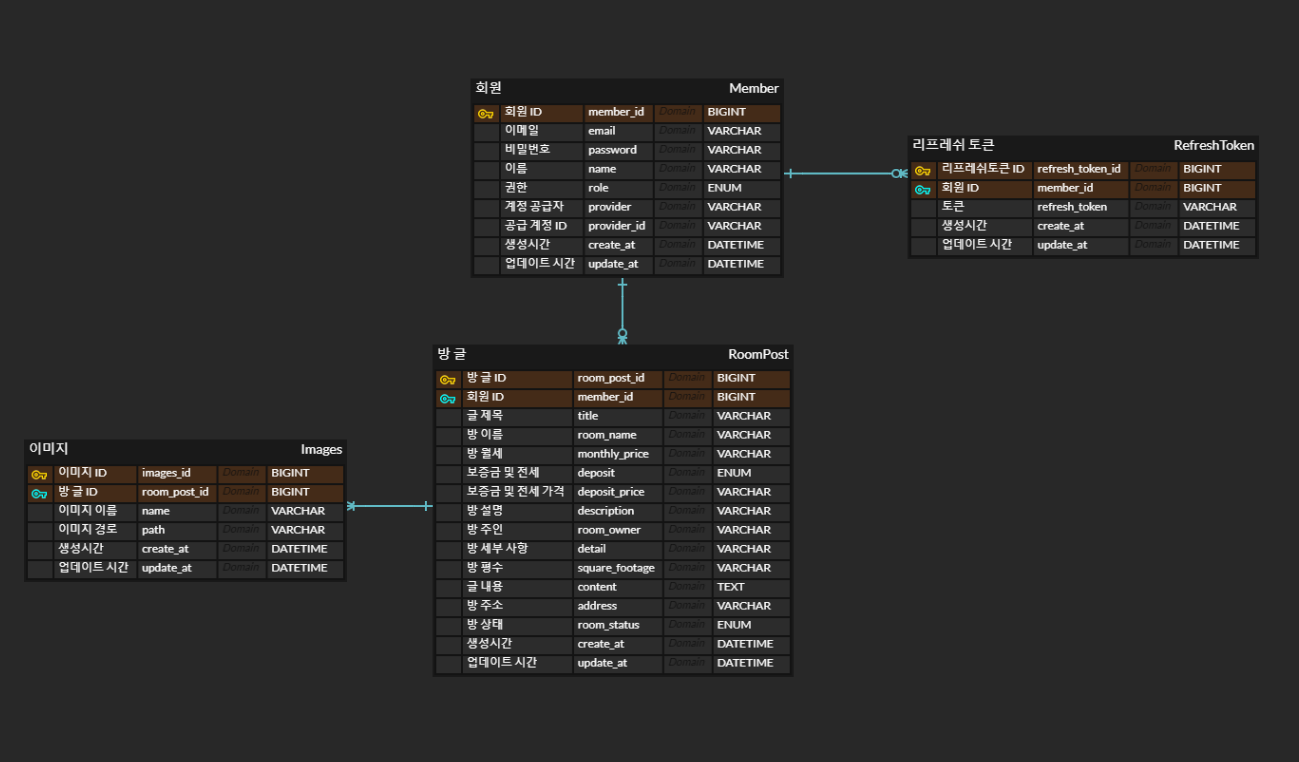 회원 Member
회원 ID member_id Domain BIGINT
이메일 email Domain VARCHAR
비밀번호 password Domain VARCHAR
이름 name Domain VARCHAR
권한 role Domain ENUM
계정 공급자 provider Domain VARCHAR
공급 계정 ID provider_id Domain VARCHAR
생성시간 create_at Domain DATETIME
업데이트 시간 update_at Domain DATETIME
리프레쉬 토큰 RefreshToken
리프레쉬토큰 ID refresh_token_id Domain BIGINT
회원 ID member_id Domain BIGINT
토큰 refresh_token Domain VARCHAR
생성시간 create_at Domain DATETIME
업데이트 시간 update_at Domain DATETIME
방 글 RoomPost
방 글 ID room_post_id Domain BIGINT
회원 ID member_id Domain BIGINT
글 제목 title Domain VARCHAR
방 이름 room_name Domain VARCHAR
방 월세 monthly_price Domain VARCHAR
보증금 및 전세 deposit Domain ENUM
보증금 및 전세 가격 deposit_price Domain VARCHAR
방 설명 description Domain VARCHAR
방 주인 room_owner Domain VARCHAR
방 세부 사항 detail Domain VARCHAR
방 평수 square_footage Domain VARCHAR
글 내용 content Domain TEXT
방 주소 address Domain VARCHAR
방 상태 room_status Domain ENUM
생성시간 create_at Domain DATETIME
업데이트 시간 update_at Domain DATETIME
이미지 Images
이미지 ID images_id Domain BIGINT
방 글 ID room_post_id Domain BIGINT
이미지 이름 name Domain VARCHAR
이미지 경로 path Domain VARCHAR
생성시간 create_at Domain DATETIME
업데이트 시간 update_at Domain DATETIME